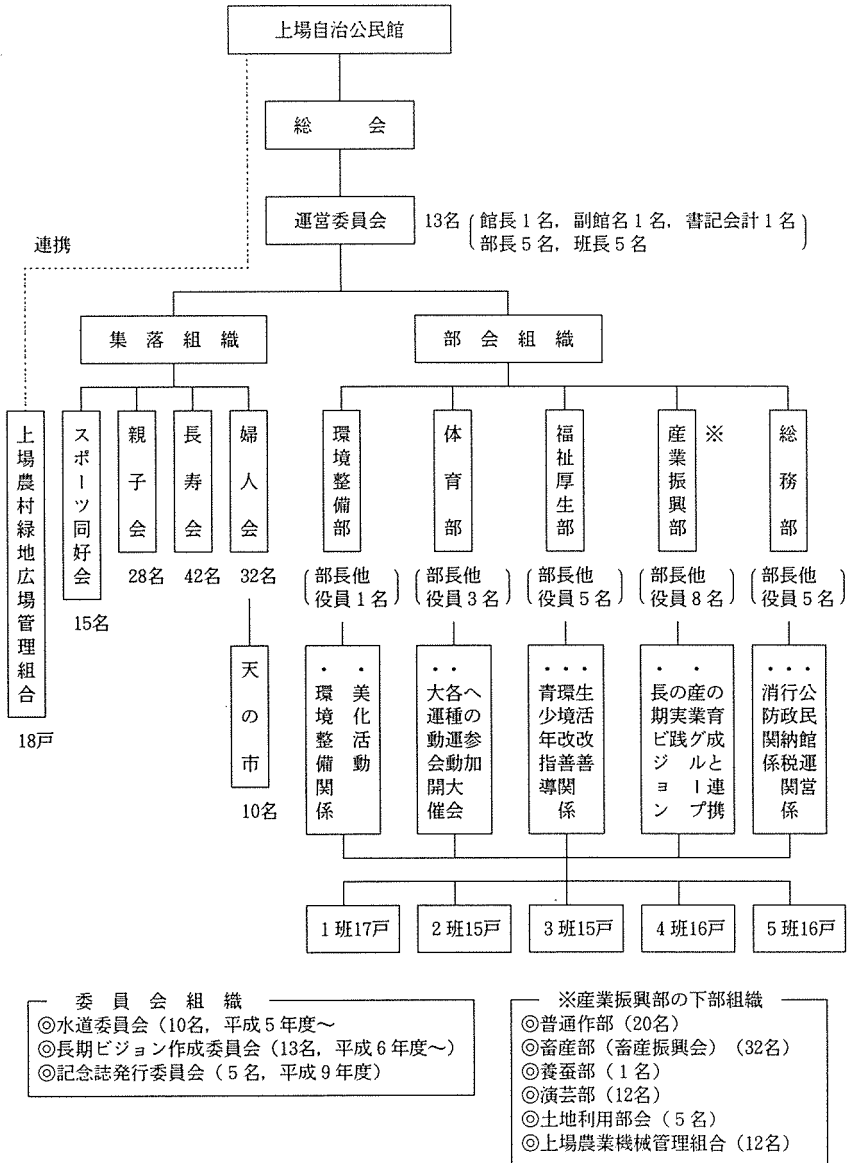 上場自治公民館
総会
運営委員会
13名（館長１名，副館名１名，書記会計１名
部長５名，班長５名）
連携
集落組織
部会組織
上場農村緑地広場管理組合
18戸
スポーツ同好会
15名
親子会
28名
長寿会
42名
婦人会
32名
天の市
10名
環境整備部
（部長他
役員１名）
・美化活動
・環境整備関係
体育部
（部長他
役員３名）
・各種の運動大会
への参加
・大運動会開催
福祉厚生部
（部長他
役員５名）
・生活改善
・環境改善関係
・青少年指導
産業振興部
※
（部長他
役員８名）
・産業グループ
の育成と連携
・長期ビジョン
の実践
総務部
（部長他
役員５名）
・公民館運営
・行政納税関係
・消防関係
１班17戸
２班15戸
３班15戸
４班16戸
５班16戸
委員会組織
◎水道委員会（10名，平成５年度～
◎長期ビジョン作成委員会（13名，平成６年度～）
◎記念誌発行委員会（５名，平成９年度）
※産業振興部の下部組織
◎普通作部（20名）
◎畜産部（畜産振興会）（32名）
◎養蚕部（１名）
◎演芸部（12名）
◎土地利用部会（５名）
◎上場農業機械管理組合（12名）